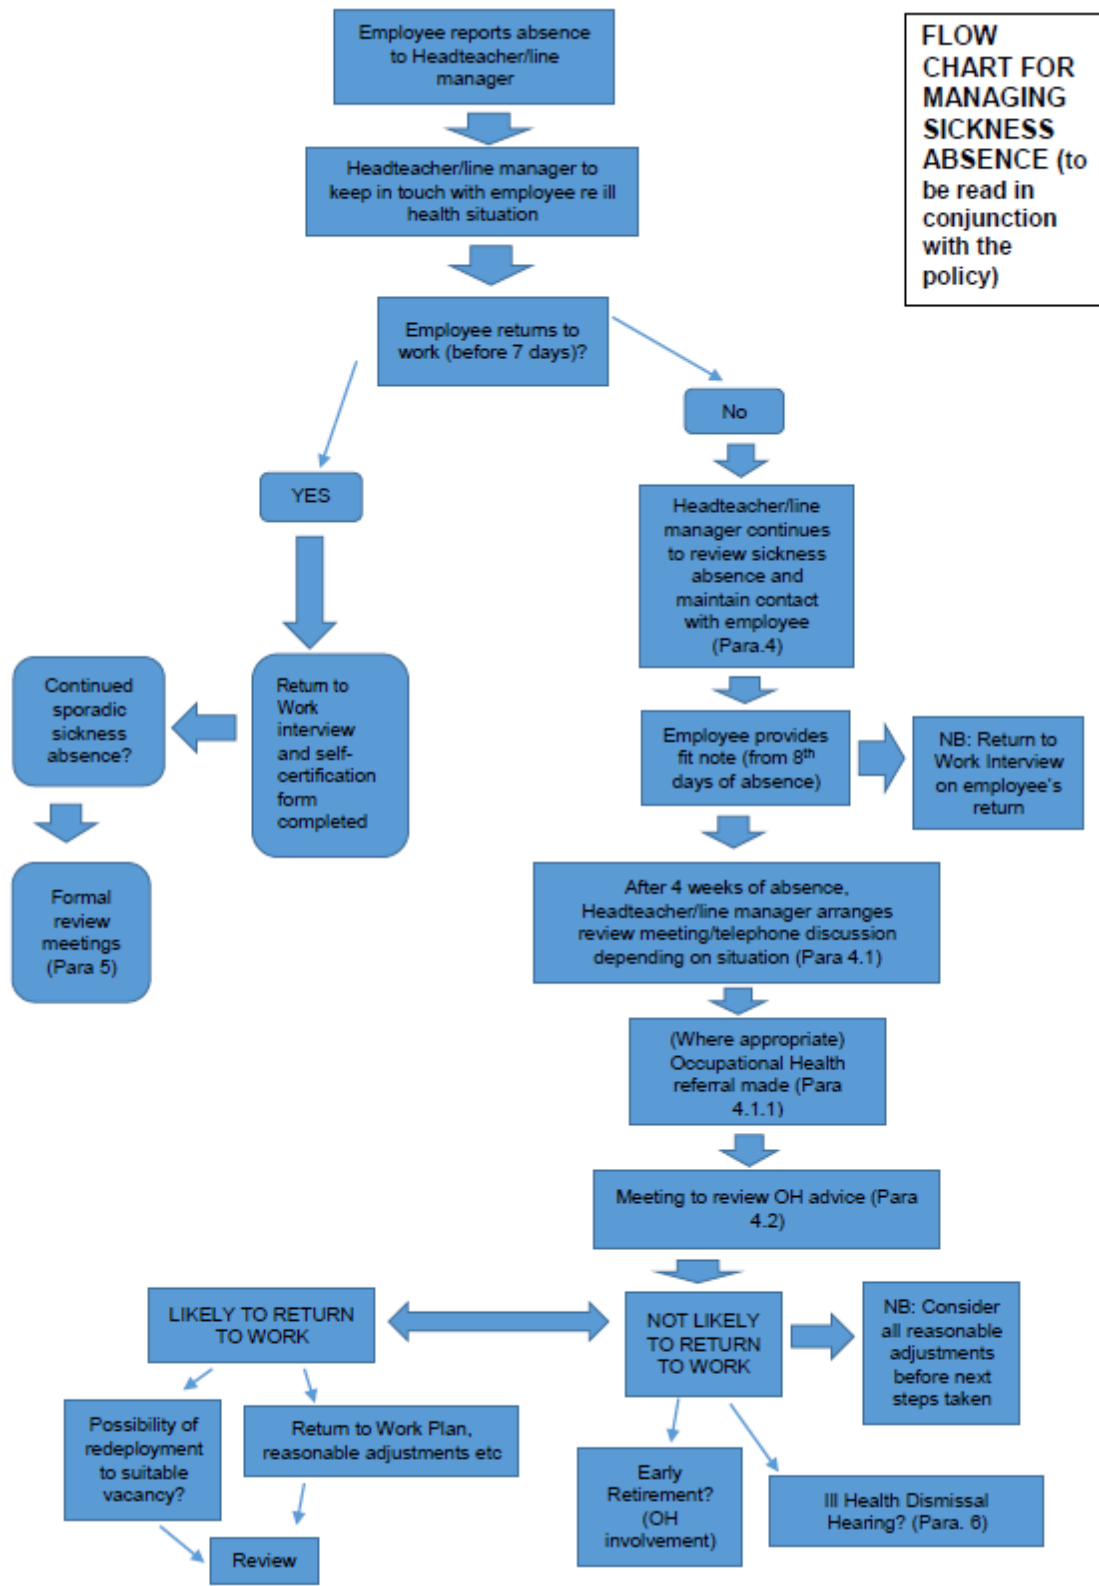 Employee reports absence
to Headteacher/line
manager
FLOW
CHART FOR
MANAGING
SICKNESS
ABSENCE (to
be read in
conjunction
with the
policy)
Headteacher/line manager to
keep in touch with employee re ill
health situation
Employee returns to
work (before 7 days)?
No
YES
Headteacher/line
manager continues
to review sickness
absence and
maintain contact
with employee
(Para.4)
Continued
sporadic
sickness
absence?
Return to
Work
interview
and self-
certification
form
completed
Employee provides
fit note (from 8th
days of absence)
NB: Return to
Work Interview
on employee's
return
Formal
review
meetings
(Para 5)
After 4 weeks of absence,
Headteacher/line manager arranges
review meeting/telephone discussion
depending on situation (Para 4.1)
(Where appropriate)
Occupational Health
referral made (Para
4.1.1)
Meeting to review OH advice (Para
4.2)
LIKELY TO RETURN
TO WORK
NOT LIKELY
TO RETURN
TO WORK
NB: Consider
all reasonable
adjustments
before next
steps taken
Possibility of
redeployment
to suitable
vacancy?
Return to Work Plan,
reasonable adjustments etc
Early
Retirement?
(OH
involvement)
Ill Health Dismissal
Hearing? (Para. 6)
Review